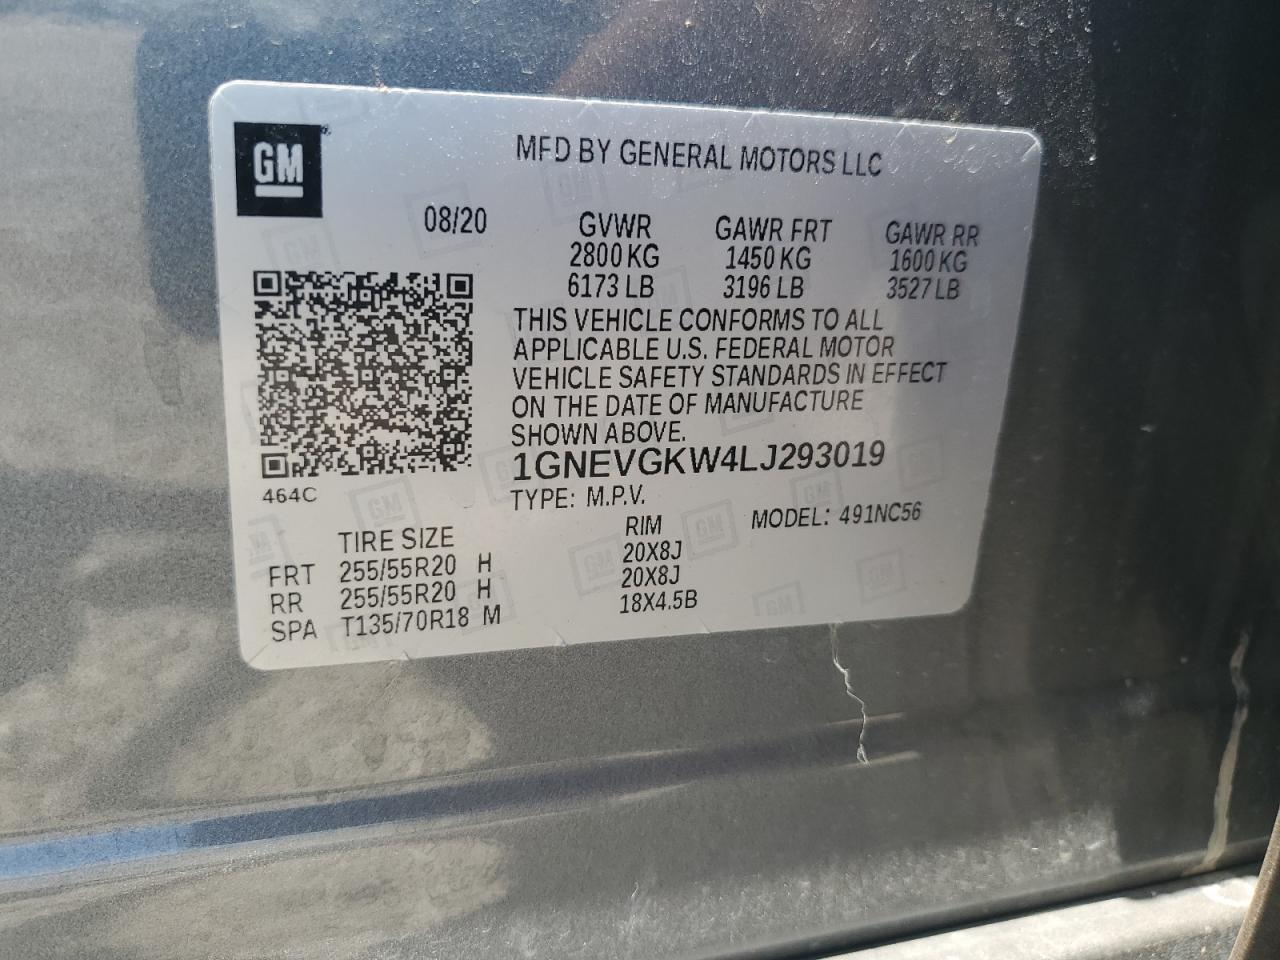 GM
MFD BY GENERAL MOTORS LLC
08/20 GVWR GAWR FRT GAWR RR
2800 KG 1450 KG 1600 KG
6173 LB 3196 LB 3527 LB
THIS VEHICLE CONFORMS TO ALL
APPLICABLE U.S. FEDERAL MOTOR
VEHICLE SAFETY STANDARDS IN EFFECT
ON THE DATE OF MANUFACTURE
SHOWN ABOVE.
1GNEVGKW4LJ293019
464C
TYPE: M.P.V. MODEL: 491NC56
TIRE SIZE RIM
FRT 255/55R20 H 20X8J
RR 255/55R20 H 20X8J
SPA T135/70R18 M 18X4.5B